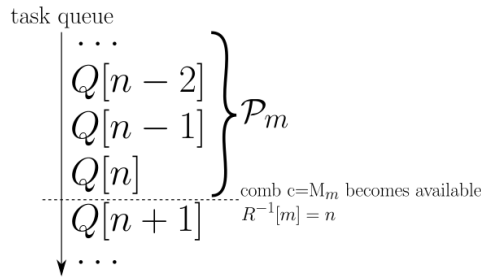 task queue
...
Q[n − 2]
Q[n − 1]
𝒫ₘ
Q[n]
comb c=Mₘ becomes available
Q[n + 1]
R⁻¹[m] = n
...